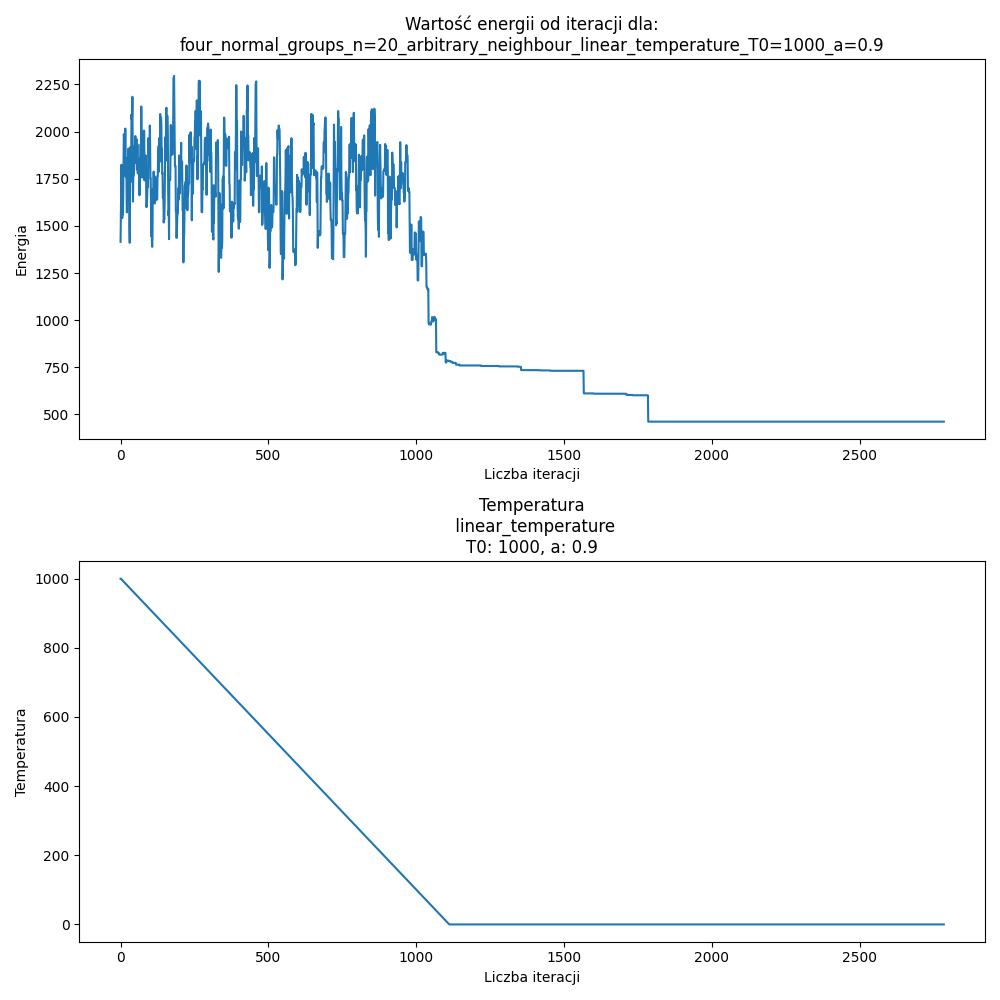 Wartość energii od iteracji dla:
four_normal_groups_n=20_arbitrary_neighbour_linear_temperature_T0=1000_a=0.9
2250
2000
1750
1500
1250
1000
750
500
Energia
0 500 1000 1500 2000 2500
Liczba iteracji
Temperatura
linear_temperature
T0: 1000, a: 0.9
1000
800
600
400
200
0
Temperatura
0 500 1000 1500 2000 2500
Liczba iteracji